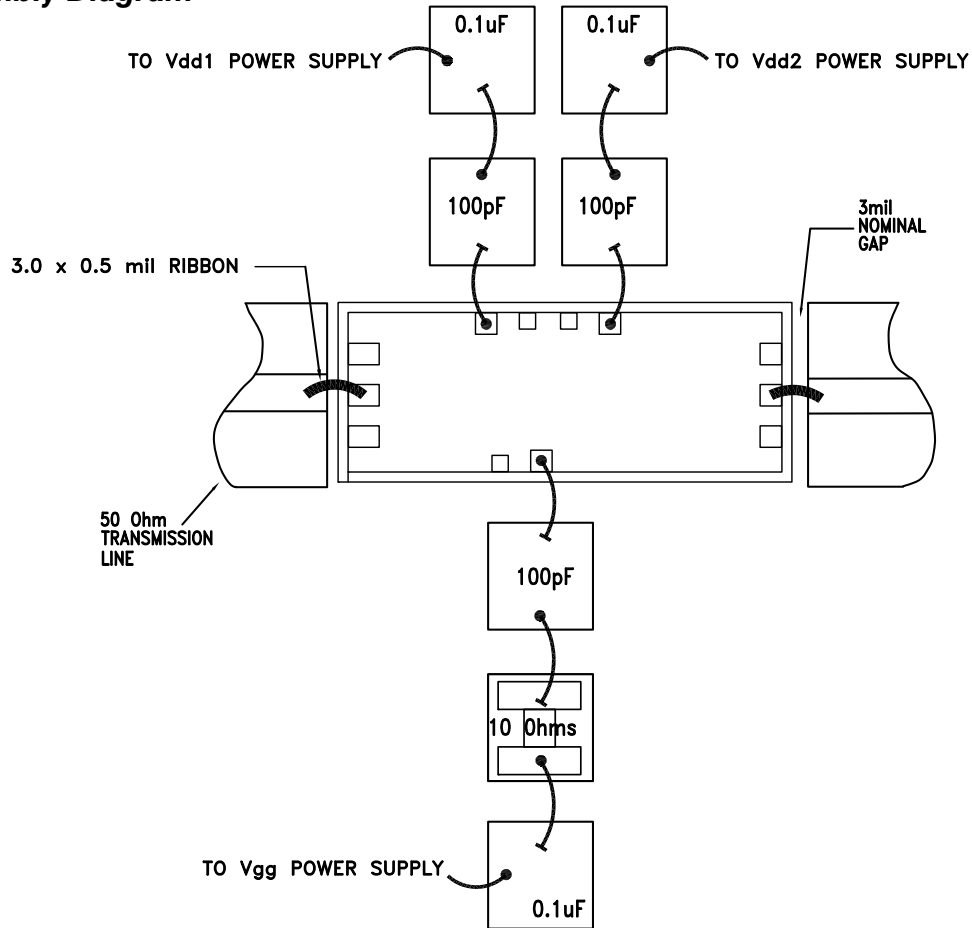 Diagram
0.1uF
0.1uF
TO Vdd1 POWER SUPPLY
TO Vdd2 POWER SUPPLY
100pF
100pF
3mil
NOMINAL
GAP
3.0 x 0.5 mil RIBBON
50 Ohm
TRANSMISSION
LINE
100pF
10 Ohms
TO Vgg POWER SUPPLY
0.1uF